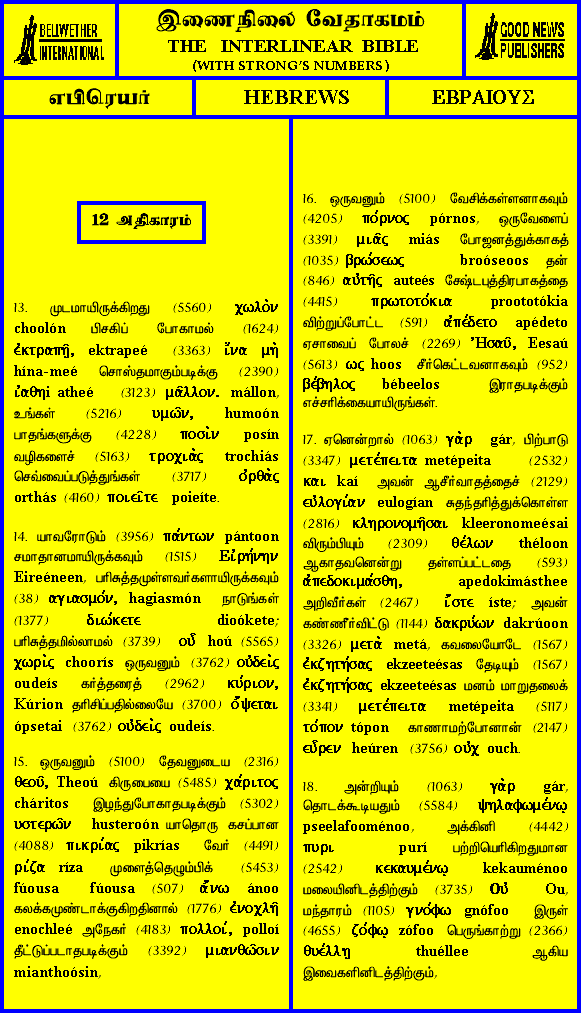 BELLWETHER
INTERNATIONAL
இணைநிலை வேதாகமம்
THE INTERLINEAR BIBLE
(WITH STRONG'S NUMBERS)
GOOD NEWS
PUBLISHERS
எபிரெயர்
HEBREWS
ΕΒΡΑΙΟΥΣ
12 அதிகாரம்
13. முடமாயிருக்கிறது (5560) χωλὸν
choolón பிசகிப் போகாமல் (1624)
ἐκτραπῇ, ektrapeé (3363) ἵνα μὴ
hína-meé சொஸ்தமாகும்படிக்கு (2390)
ἰαθηι atheé (3123) μᾶλλον. mállon,
உங்கள் (5216) υμῶν, humoón
பாதங்களுக்கு (4228) ποσὶν posín
வழிகளைச் (5163) τροχιὰς trochiás
செவ்வைப்படுத்துங்கள் (3717) ὀρθὰς
orthás (4160) ποιεῖτε poieíte.
14. யாவரோடும் (3956) πάντων pántoon
சமாதானமாயிருக்கவும் (1515) Εἰρήνην
Eireéneen, பரிசுத்தமுள்ளவர்களாயிருக்கவும்
(38) αγιασμόν, hagiasmón நாடுங்கள்
(1377) διώκετε dioókete;
பரிசுத்தமில்லாமல் (3739) οὗ hoú (5565)
χωρὶς choorís ஒருவனும் (3762) οὐδεὶς
oudeís கர்த்தரைத் (2962) κύριον,
Kúrion தரிசிப்பதில்லையே (3700) ὄψεται
ópsetai (3762) οὐδεὶς oudeís.
15. ஒருவனும் (5100) தேவனுடைய (2316)
θεοῦ, Theoú கிருபையை (5485) χάριτος
cháritos இழந்துபோகாதபடிக்கும் (5302)
υστερῶν husteroón யாதொரு கசப்பான
(4088) πικρίας pikrías வேர் (4491)
ρίζα ríza முளைத்தெழும்பிக் (5453)
fúousa fúousa (507) ἄνω ánoo
கலக்கமுண்டாக்குகிறதினால் (1776) ἐνοχλῇ
enochleé அநேகர் (4183) πολλοί, polloí
தீட்டுப்படாதபடிக்கும் (3392) μιανθῶσιν
mianthoósin,
16. ஒருவனும் (5100) வேசிக்கள்ளனாகவும்
(4205) πόρνος pórnos, ஒருவேளைப்
(3391) μιᾶς miás போஜனத்துக்காகத்
(1035) βρώσεως broóseoos தன்
(846) αὐτῆς auteés சேஷ்டபுத்திரபாகத்தை
(4415) πρωτοτόκια prootótokia
விற்றுப்போட்ட (591) ἀπέδετο apédeto
ஏசாவைப் போலச் (2269) Ἠσαῦ, Eesaú
(5613) ως hoos சீர்கெட்டவனாகவும் (952)
βέβηλος bébeelos இராதபடிக்கும்
எச்சரிக்கையாயிருங்கள்.
17. ஏனென்றால் (1063) γὰρ gár, பிற்பாடு
(3347) μετέπειτα metépeita (2532)
και kaí அவன் ஆசீர்வாதத்தைச் (2129)
εὐλογίαν eulogían சுதந்தரித்துக்கொள்ள
(2816) κληρονομῆσαι kleeronomeésai
விரும்பியும் (2309) θέλων théloon
ஆகாதவனென்று தள்ளப்பட்டதை (593)
ἀπεδοκιμάσθη, apedokimásthee
அறிவீர்கள் (2467) ἴστε íste; அவன்
கண்ணீர்விட்டு (1144) δακρύων dakrúoon
(3326) μετὰ metá, கவலையோடே (1567)
ἐκζητήσας ekzeeteésas தேடியும் (1567)
ἐκζητήσας ekzeeteésas மனம் மாறுதலைக்
(3341) μετέπειτα metépeita (5117)
τόπον tópon காணாமற்போனான் (2147)
εὗρεν heúren (3756) οὐχ ouch.
18. அன்றியும் (1063) γὰρ gár,
தொடக்கூடியதும் (5584) ψηλαφωμένῳ
pseelafooménoo, அக்கினி (4442)
πυρι purí பற்றியெரிகிறதுமான
(2542) κεκαυμένῳ kekauménoo
மலையினிடத்திற்கும் (3735) Οὐ Ou,
மந்தாரம் (1105) γνόφω gnófoo இருள்
(4655) ζόφῳ zófoo பெருங்காற்று (2366)
θυέλλῃ thuéllee ஆகிய
இவைகளினிடத்திற்கும்,